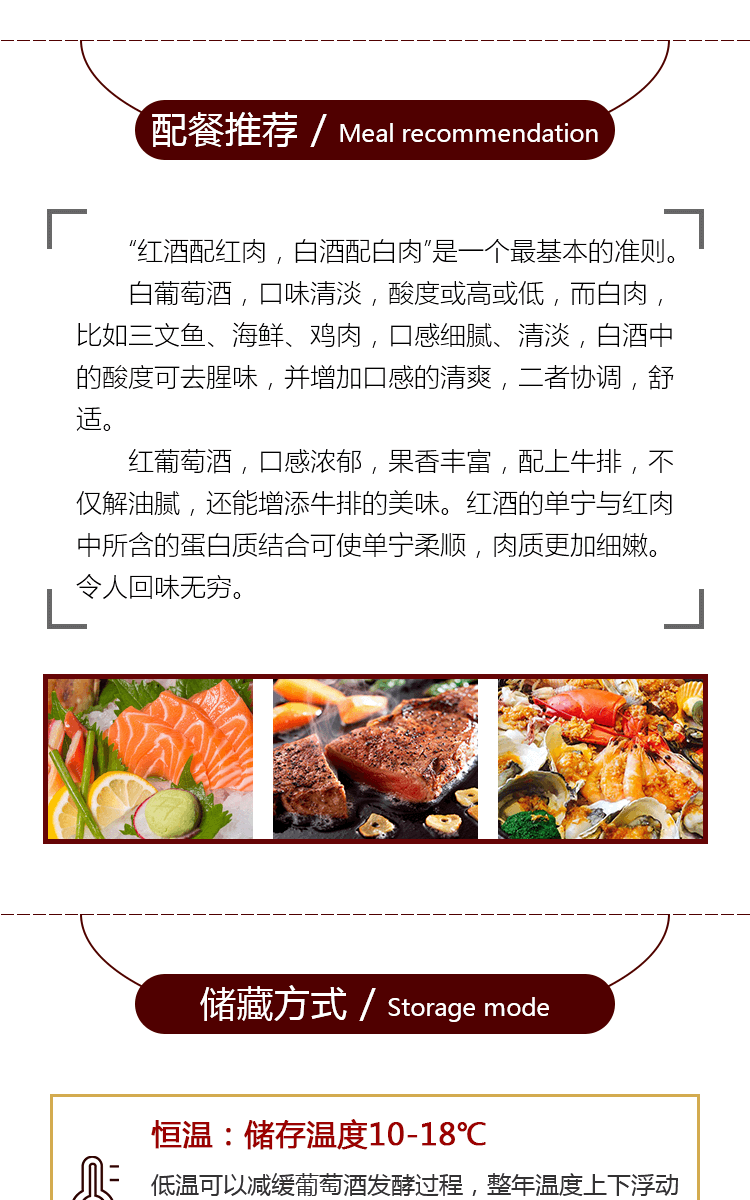 配餐推荐 / Meal recommendation
“红酒配红肉，白酒配白肉”是一个最基本的准则。
白葡萄酒，口味清淡，酸度或高或低，而白肉，
比如三文鱼、海鲜、鸡肉，口感细腻、清淡，白酒中
的酸度可去腥味，并增加口感的清爽，二者协调，舒
适。
红葡萄酒，口感浓郁，果香丰富，配上牛排，不
仅解油腻，还能增添牛排的美味。红酒的单宁与红肉
中所含的蛋白质结合可使单宁柔顺，肉质更加细嫩。
令人回味无穷。
储藏方式 / Storage mode
恒温：储存温度10-18℃
低温可以减缓葡萄酒发酵过程，整年温度上下浮动